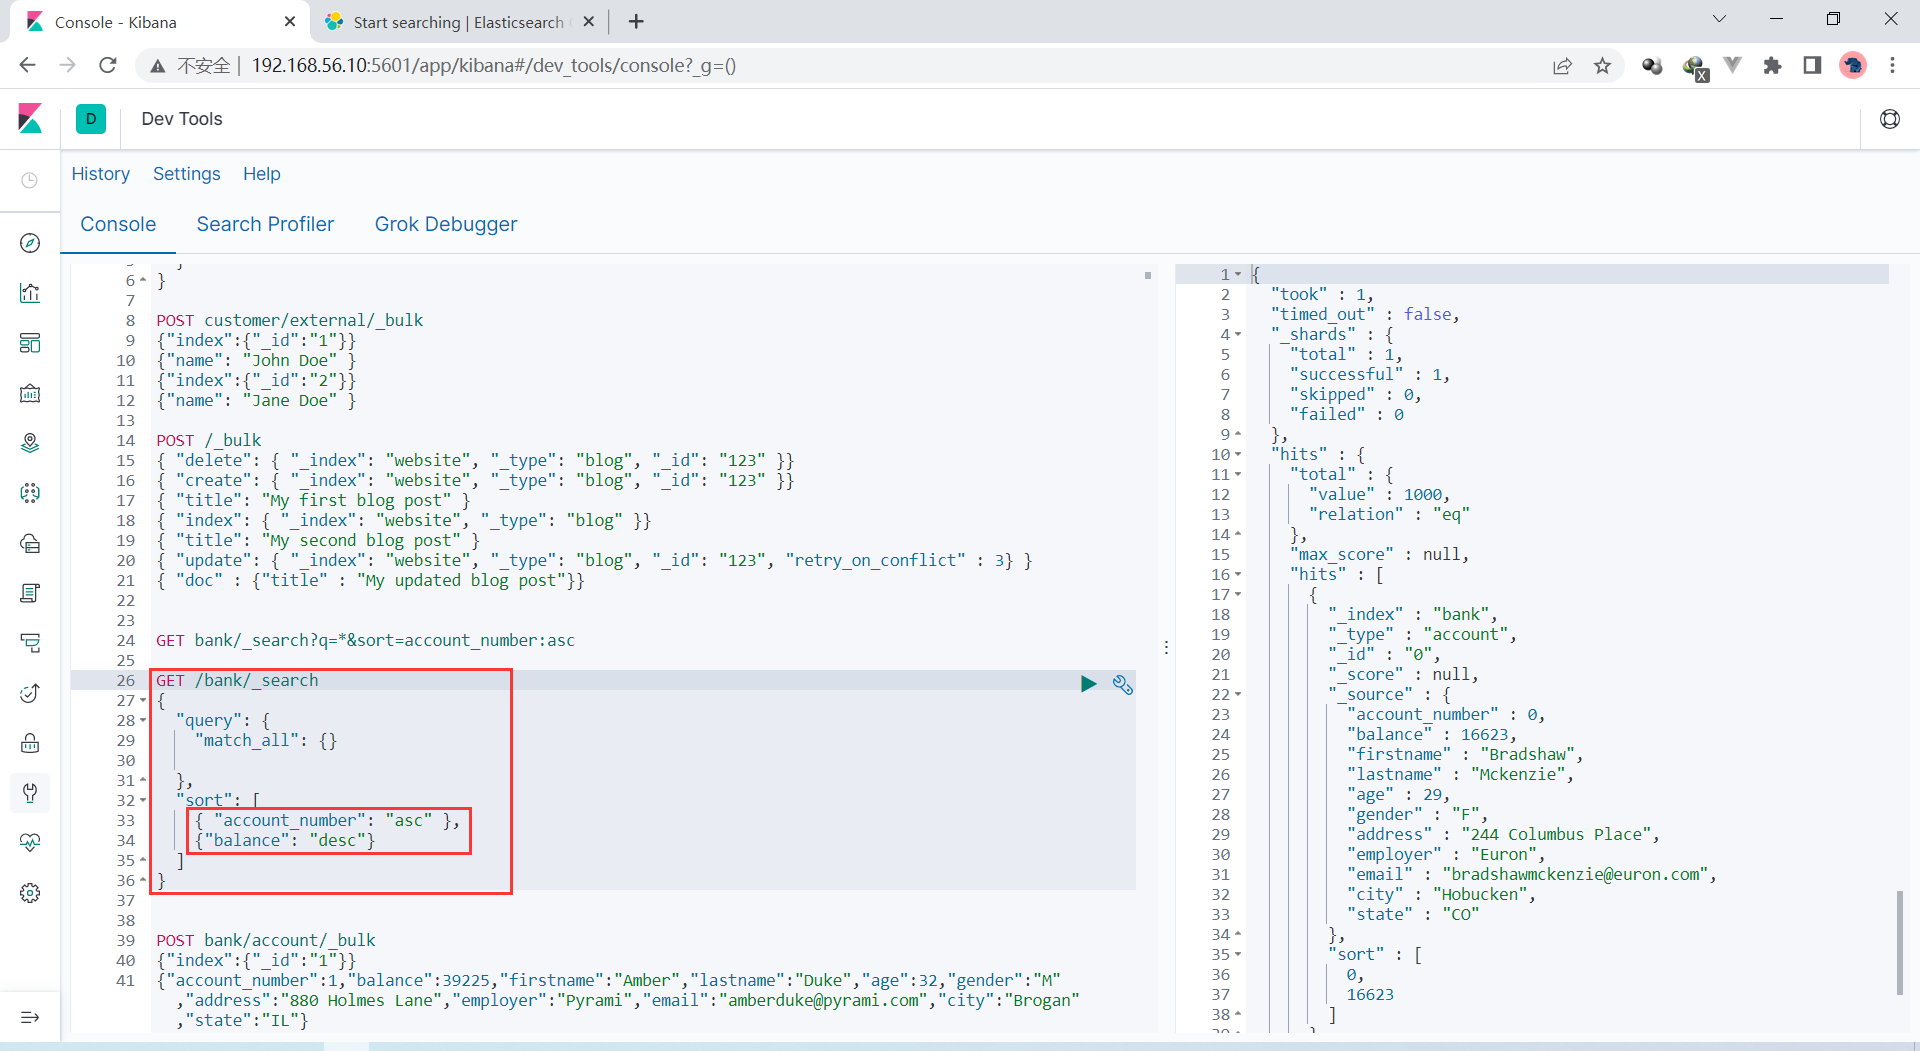 Console - Kibana
Start searching | Elasticsearch
不安全 | 192.168.56.10:5601/app/kibana#/dev_tools/console?_g=()
X
D
Dev Tools
History Settings Help
Console Search Profiler Grok Debugger
6 }
7
8 POST customer/external/_bulk
9 {"index":{"_id":"1"}}
10 {"name": "John Doe" }
11 {"index":{"_id":"2"}}
12 {"name": "Jane Doe" }
13
14 POST /_bulk
15 { "delete": { "_index": "website", "_type": "blog", "_id": "123" }}
16 { "create": { "_index": "website", "_type": "blog", "_id": "123" }}
17 { "title": "My first blog post" }
18 { "index": { "_index": "website", "_type": "blog" }}
19 { "title": "My second blog post" }
20 { "update": { "_index": "website", "_type": "blog", "_id": "123", "retry_on_conflict" : 3} }
21 { "doc" : {"title" : "My updated blog post"}}
22
23
24 GET bank/_search?q=*&sort=account_number:asc
25
26 GET /bank/_search
27 {
28 "query": {
29 "match_all": {}
30
31 },
32 "sort": [
33 { "account_number": "asc" },
34 {"balance": "desc"}
35 ]
36 }
37
38
39 POST bank/account/_bulk
40 {"index":{"_id":"1"}}
41 {"account_number":1,"balance":39225,"firstname":"Amber","lastname":"Duke","age":32,"gender":"M"
,"address":"880 Holmes Lane","employer":"Pyrami","email":"amberduke@pyrami.com","city":"Brogan"
,"state":"IL"}
1 {
2 "took" : 1,
3 "timed_out" : false,
4 "_shards" : {
5 "total" : 1,
6 "successful" : 1,
7 "skipped" : 0,
8 "failed" : 0
9 },
10 "hits" : {
11 "total" : {
12 "value" : 1000,
13 "relation" : "eq"
14 },
15 "max_score" : null,
16 "hits" : [
17 {
18 "_index" : "bank",
19 "_type" : "account",
20 "_id" : "0",
21 "_score" : null,
22 "_source" : {
23 "account_number" : 0,
24 "balance" : 16623,
25 "firstname" : "Bradshaw",
26 "lastname" : "Mckenzie",
27 "age" : 29,
28 "gender" : "F",
29 "address" : "244 Columbus Place",
30 "employer" : "Euron",
31 "email" : "bradshawmckenzie@euron.com",
32 "city" : "Hobucken",
33 "state" : "CO"
34 },
35 "sort" : [
36 0,
37 16623
38 ]